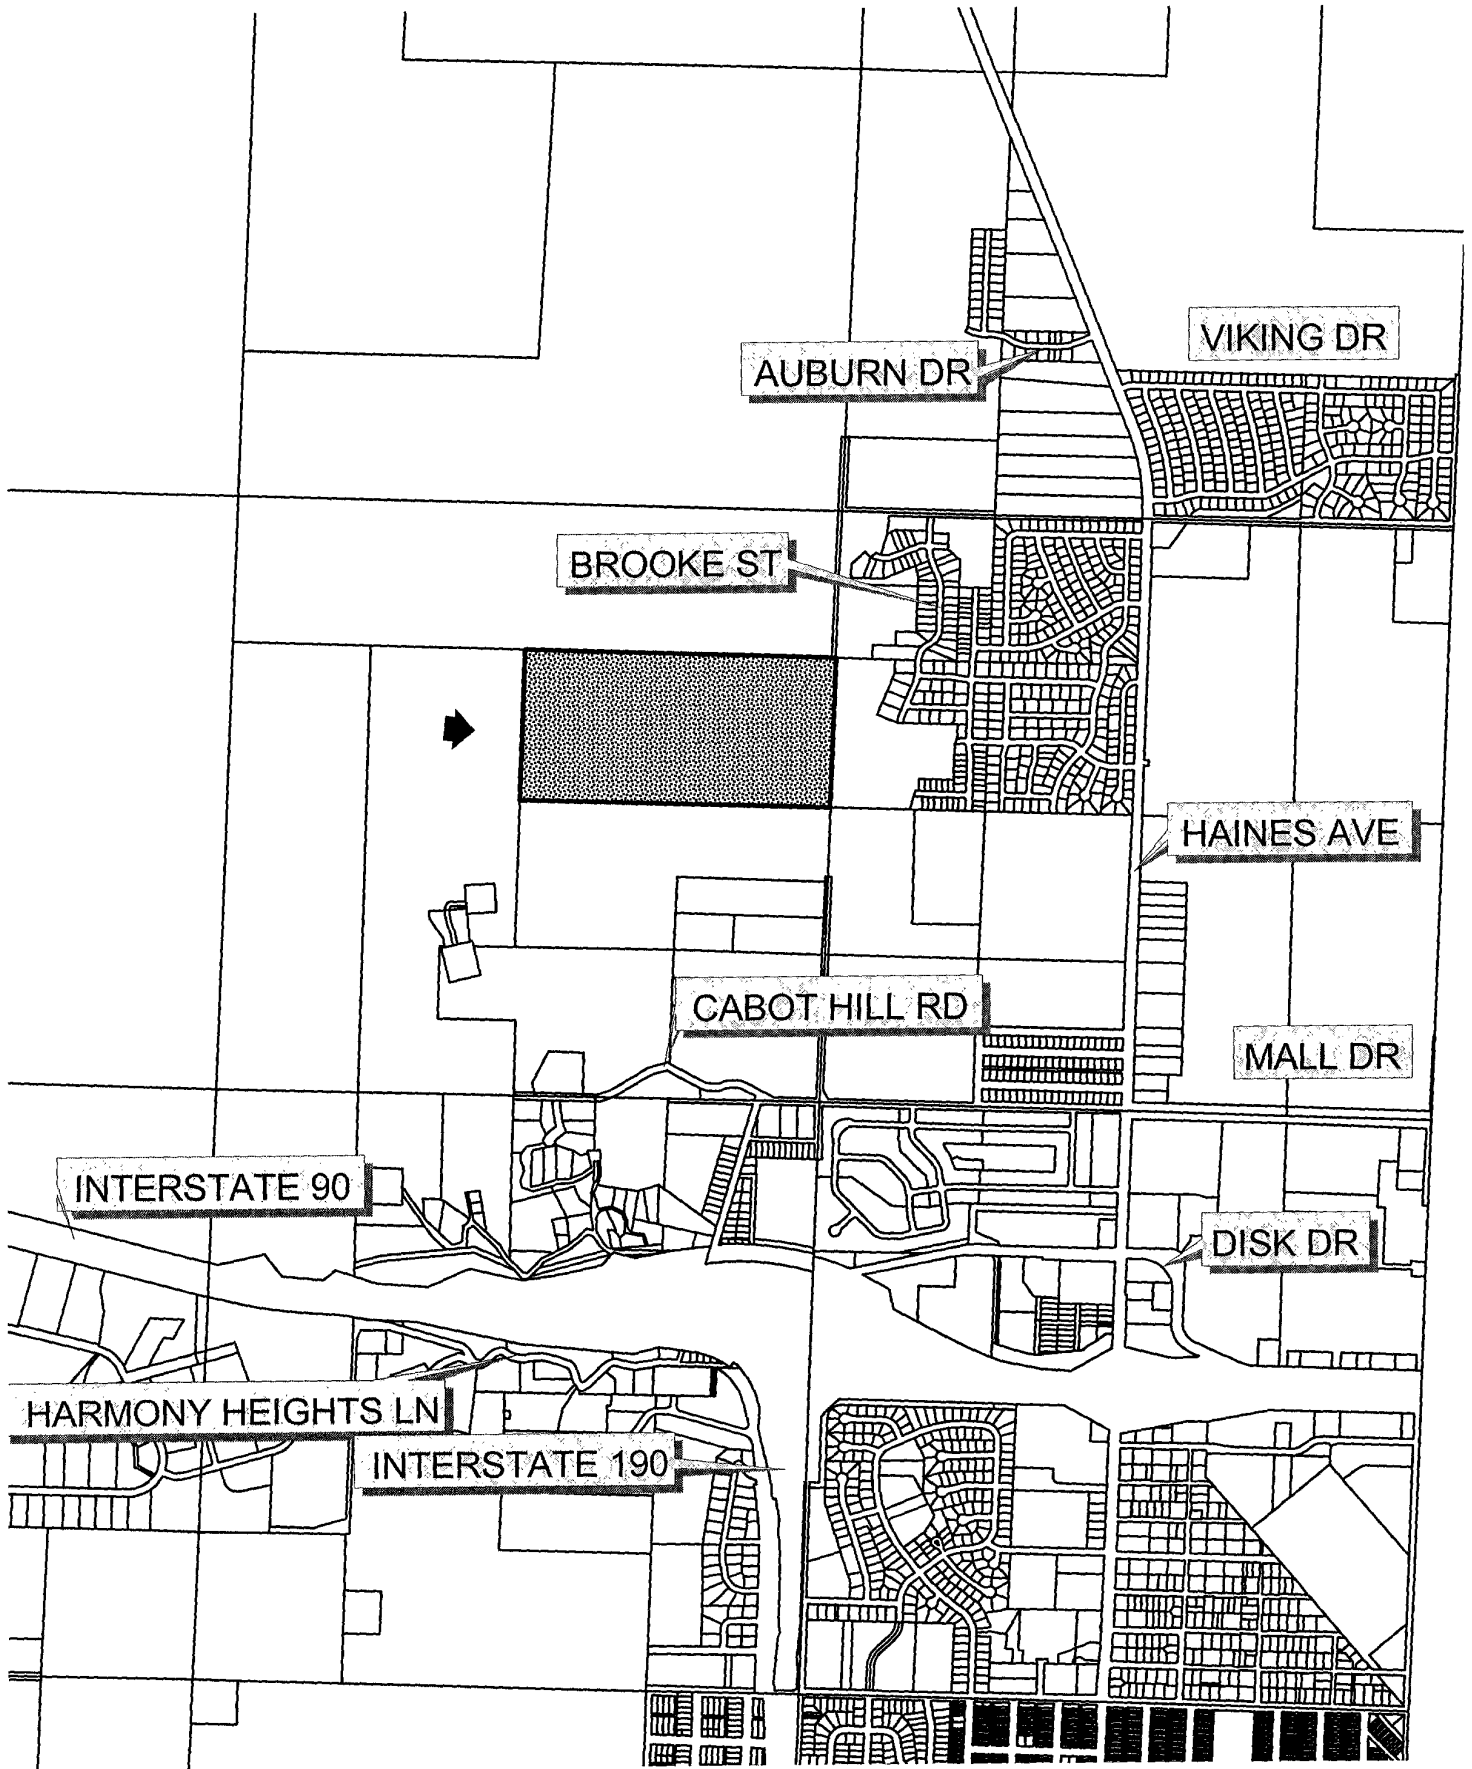 VIKING DR
AUBURN DR
BROOKE ST
HAINES AVE
CABOT HILL RD
MALL DR
INTERSTATE 90
DISK DR
HARMONY HEIGHTS LN
INTERSTATE 190